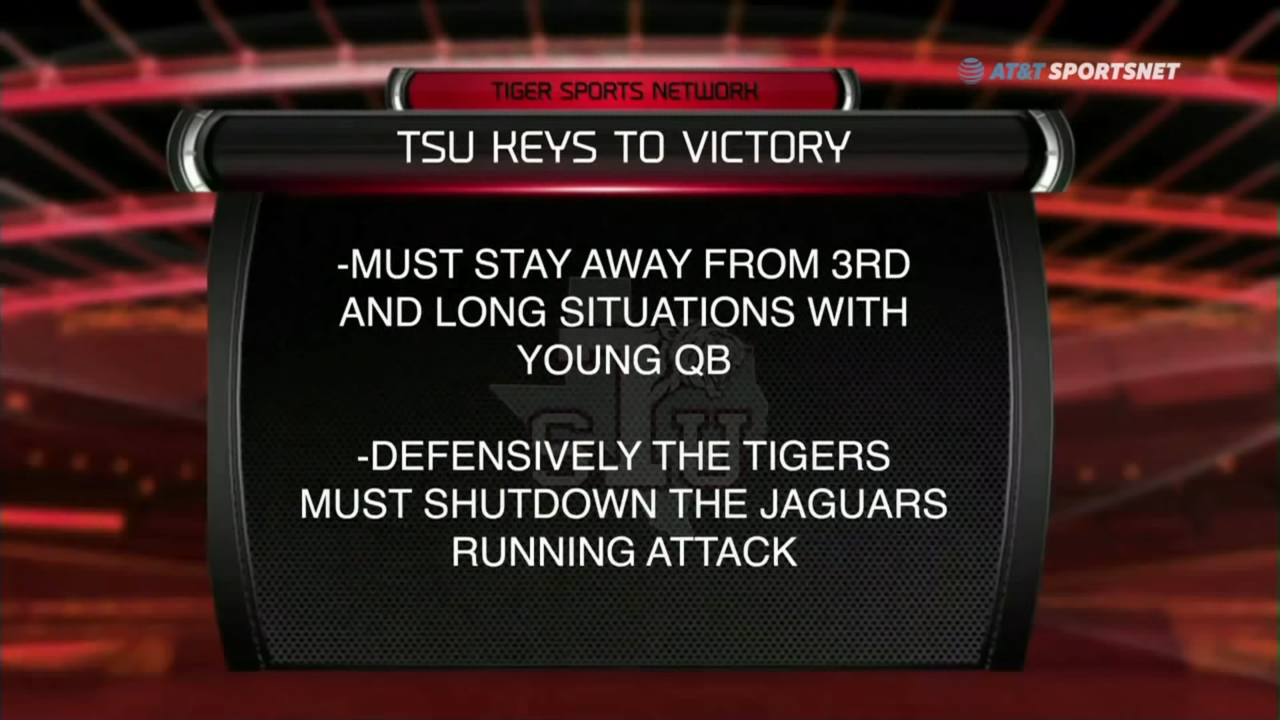 AT&T SPORTSNET
TIGER SPORTS NETWORK
TSU KEYS TO VICTORY
-MUST STAY AWAY FROM 3RD
AND LONG SITUATIONS WITH
YOUNG QB
-DEFENSIVELY THE TIGERS
MUST SHUTDOWN THE JAGUARS
RUNNING ATTACK